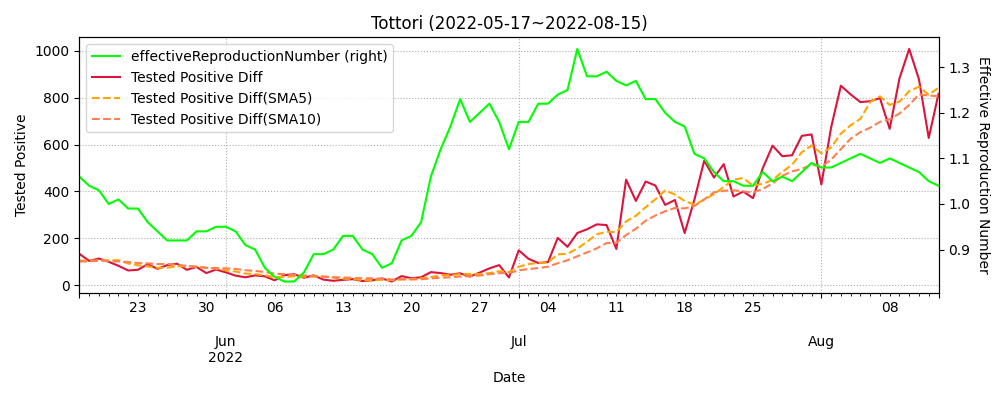 Tottori (2022-05-17~2022-08-15)
effectiveReproductionNumber (right)
Tested Positive Diff
Tested Positive Diff(SMA5)
Tested Positive Diff(SMA10)
Tested Positive
1000
800
600
400
200
0
Effective Reproduction Number
1.3
1.2
1.1
1.0
0.9
23 30 06 13 20 27 04 11 18 25 08
Jun Jul Aug
2022
Date